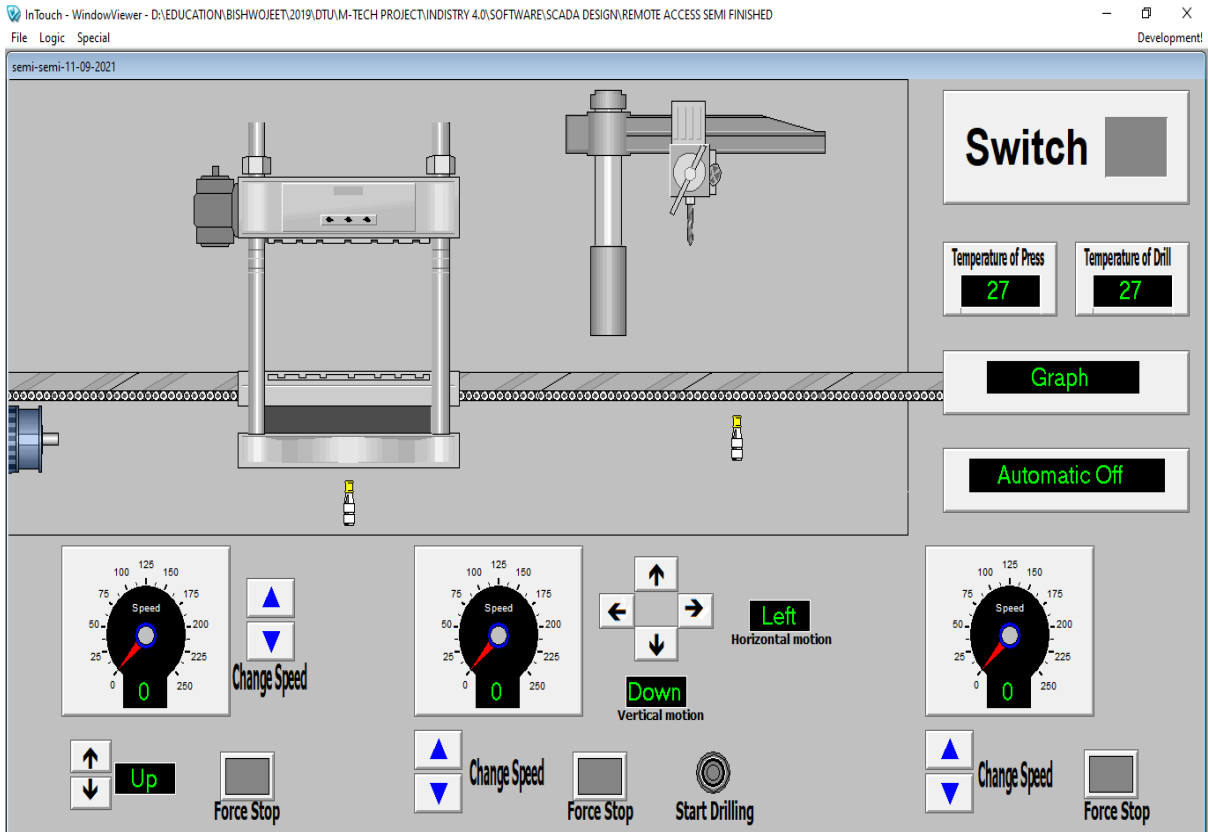 InTouch - WindowViewer - D:\EDUCATION\BISHWOJEET\2019\DTU\M-TECH PROJECT\INDISTRY 4.0\SOFTWARE\SCADA DESIGN\REMOTE ACCESS SEMI FINISHED
File Logic Special Development!
semi-semi-11-09-2021
Switch
Temperature of Press
27
Temperature of Drill
27
Graph
Automatic Off
0 25 50 75 100 125 150 175 200 225 250
Speed
0
Change Speed
Up
Force Stop
0 25 50 75 100 125 150 175 200 225 250
Speed
0
Left
Horizontal motion
Down
Vertical motion
Change Speed
Force Stop
Start Drilling
0 25 50 75 100 125 150 175 200 225 250
Speed
0
Change Speed
Force Stop